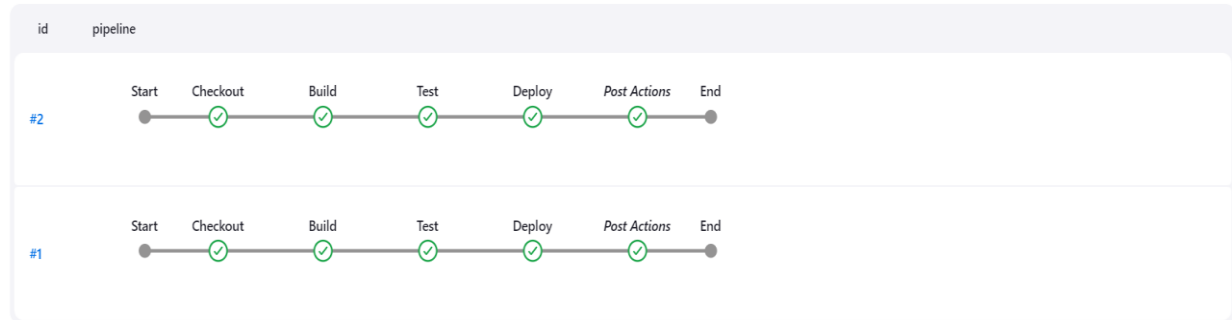 id pipeline
Start Checkout Build Test Deploy Post Actions End
#2
Start Checkout Build Test Deploy Post Actions End
#1